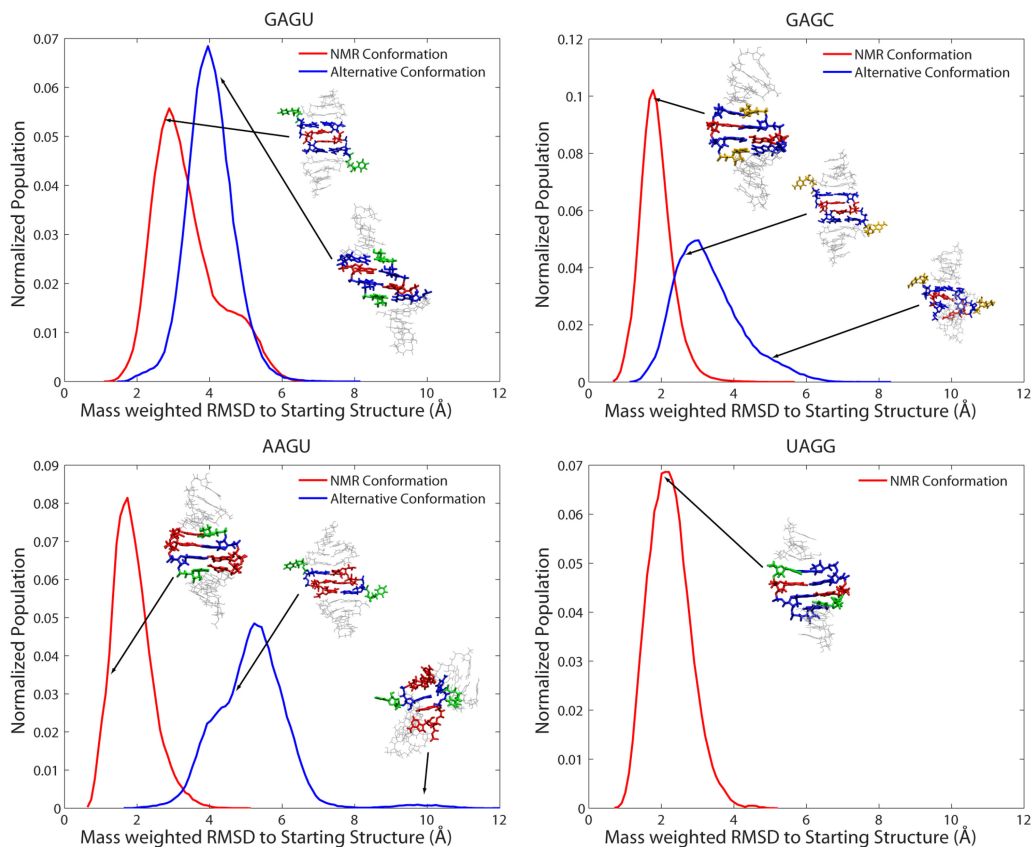 GAGU
NMR Conformation
Alternative Conformation
Normalized Population
0.07
0.06
0.05
0.04
0.03
0.02
0.01
0
0 2 4 6 8 10 12
Mass weighted RMSD to Starting Structure (Å)
GAGC
NMR Conformation
Alternative Conformation
Normalized Population
0.12
0.1
0.08
0.06
0.04
0.02
0
0 2 4 6 8 10 12
Mass weighted RMSD to Starting Structure (Å)
AAGU
NMR Conformation
Alternative Conformation
Normalized Population
0.09
0.08
0.07
0.06
0.05
0.04
0.03
0.02
0.01
0
0 2 4 6 8 10 12
Mass weighted RMSD to Starting Structure (Å)
UAGG
NMR Conformation
Normalized Population
0.07
0.06
0.05
0.04
0.03
0.02
0.01
0
0 2 4 6 8 10 12
Mass weighted RMSD to Starting Structure (Å)